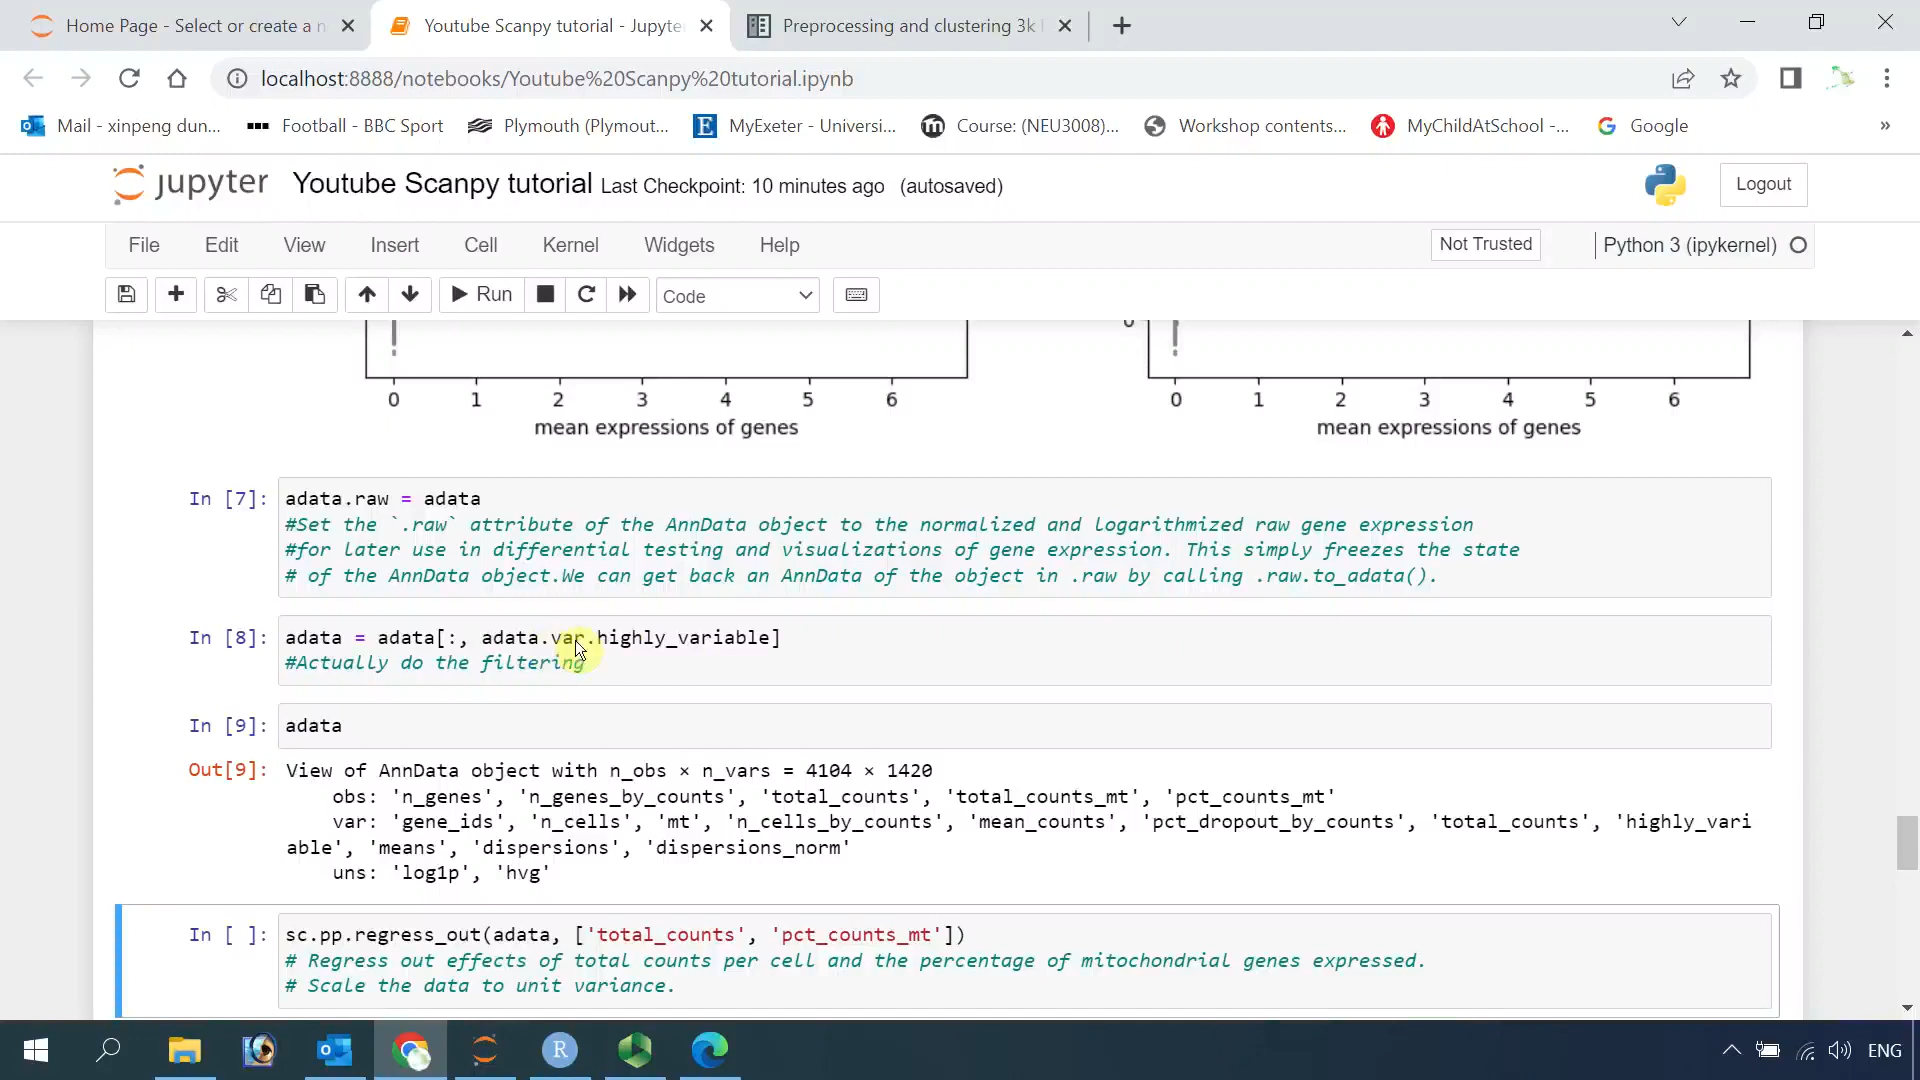 Home Page - Select or create a n
Youtube Scanpy tutorial - Jupyte
Preprocessing and clustering 3k
localhost:8888/notebooks/Youtube%20Scanpy%20tutorial.ipynb
Mail - xinpeng dun...
Football - BBC Sport
Plymouth (Plymout...
E
MyExeter - Universi...
m
Course: (NEU3008)...
Workshop contents...
MyChildAtSchool -...
G
Google
»
jupyter Youtube Scanpy tutorial Last Checkpoint: 10 minutes ago (autosaved)
Logout
File Edit View Insert Cell Kernel Widgets Help
Not Trusted
Python 3 (ipykernel)
Run
Code
0 1 2 3 4 5 6
mean expressions of genes
0 1 2 3 4 5 6
mean expressions of genes
In [7]: adata.raw = adata
#Set the `.raw` attribute of the AnnData object to the normalized and logarithmized raw gene expression
#for later use in differential testing and visualizations of gene expression. This simply freezes the state
# of the AnnData object.We can get back an AnnData of the object in .raw by calling .raw.to_adata().
In [8]: adata = adata[:, adata.var.highly_variable]
#Actually do the filtering
In [9]: adata
Out[9]: View of AnnData object with n_obs × n_vars = 4104 × 1420
obs: 'n_genes', 'n_genes_by_counts', 'total_counts', 'total_counts_mt', 'pct_counts_mt'
var: 'gene_ids', 'n_cells', 'mt', 'n_cells_by_counts', 'mean_counts', 'pct_dropout_by_counts', 'total_counts', 'highly_vari
able', 'means', 'dispersions', 'dispersions_norm'
uns: 'log1p', 'hvg'
In [ ]: sc.pp.regress_out(adata, ['total_counts', 'pct_counts_mt'])
# Regress out effects of total counts per cell and the percentage of mitochondrial genes expressed.
# Scale the data to unit variance.
R
ENG